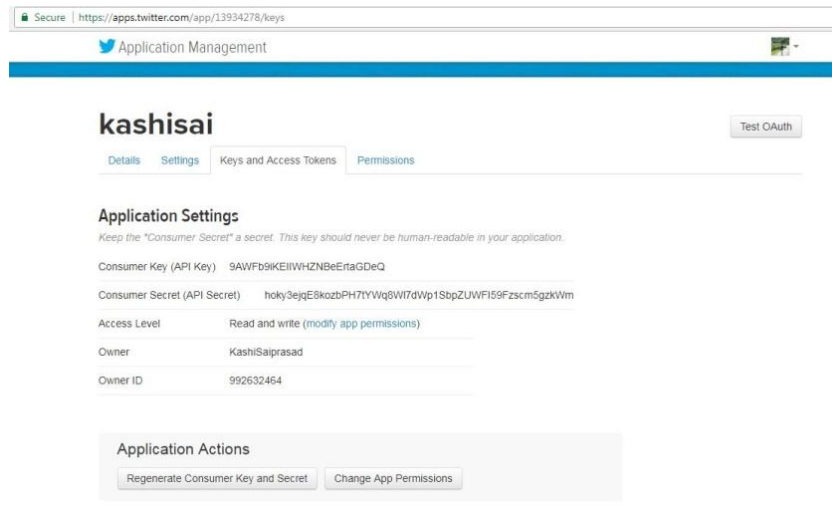 Secure | https://apps.twitter.com/app/13934278/keys
Application Management
kashisai
Test OAuth
Details Settings Keys and Access Tokens Permissions
Application Settings
Keep the "Consumer Secret" a secret. This key should never be human-readable in your application.
Consumer Key (API Key)
Consumer Secret (API Secret)
Access Level Read and write (modify app permissions)
Owner KashiSaiprasad
Owner ID 992632464
Application Actions
Regenerate Consumer Key and Secret Change App Permissions